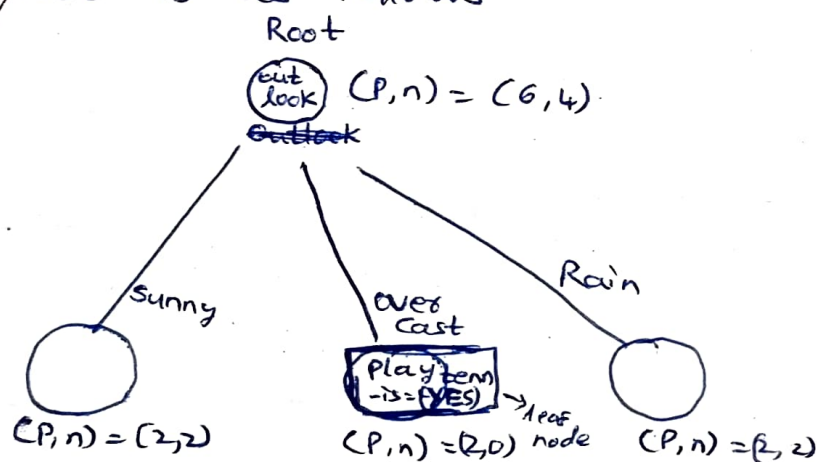 Root
out
look
(P,n) = (6,4).
Outlook
Sunny
over
cast
Rain
Play tenn
-is=(YES)
→ leaf
node
(P,n) = (2,2)
(P,n) = (2,0)
(P,n) = (2,2)